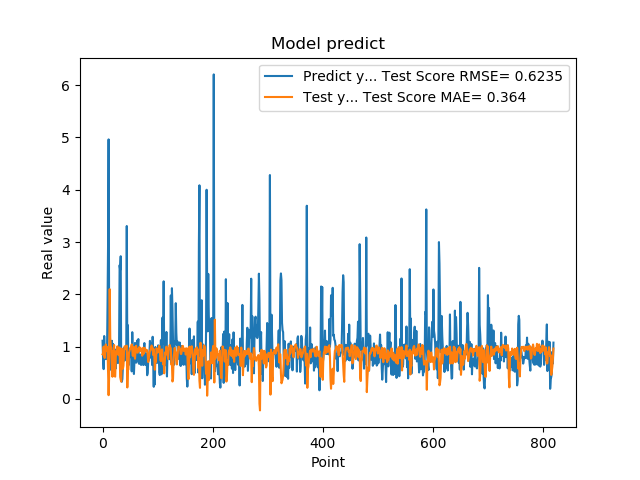 Model predict
Predict y... Test Score RMSE= 0.6235
Test y... Test Score MAE= 0.364
Real value
6
5
4
3
2
1
0
0 200 400 600 800
Point